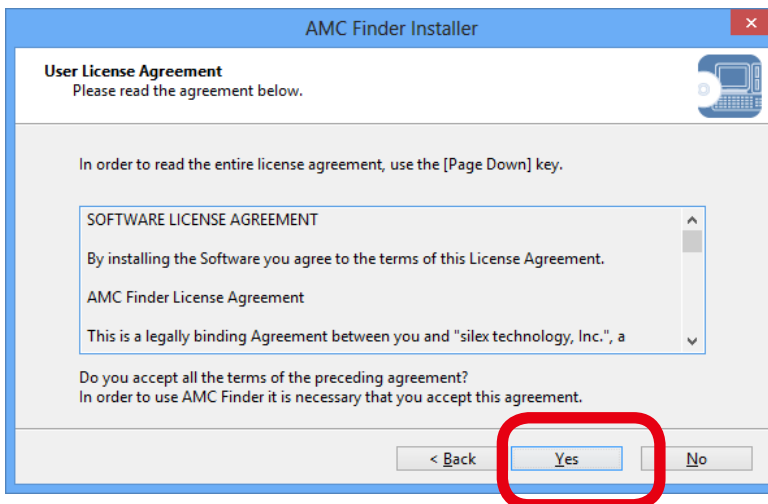 AMC Finder Installer
User License Agreement
Please read the agreement below.
In order to read the entire license agreement, use the [Page Down] key.
SOFTWARE LICENSE AGREEMENT
By installing the Software you agree to the terms of this License Agreement.
AMC Finder License Agreement
This is a legally binding Agreement between you and "silex technology, Inc.", a
Do you accept all the terms of the preceding agreement?
In order to use AMC Finder it is necessary that you accept this agreement.
< Back Yes No